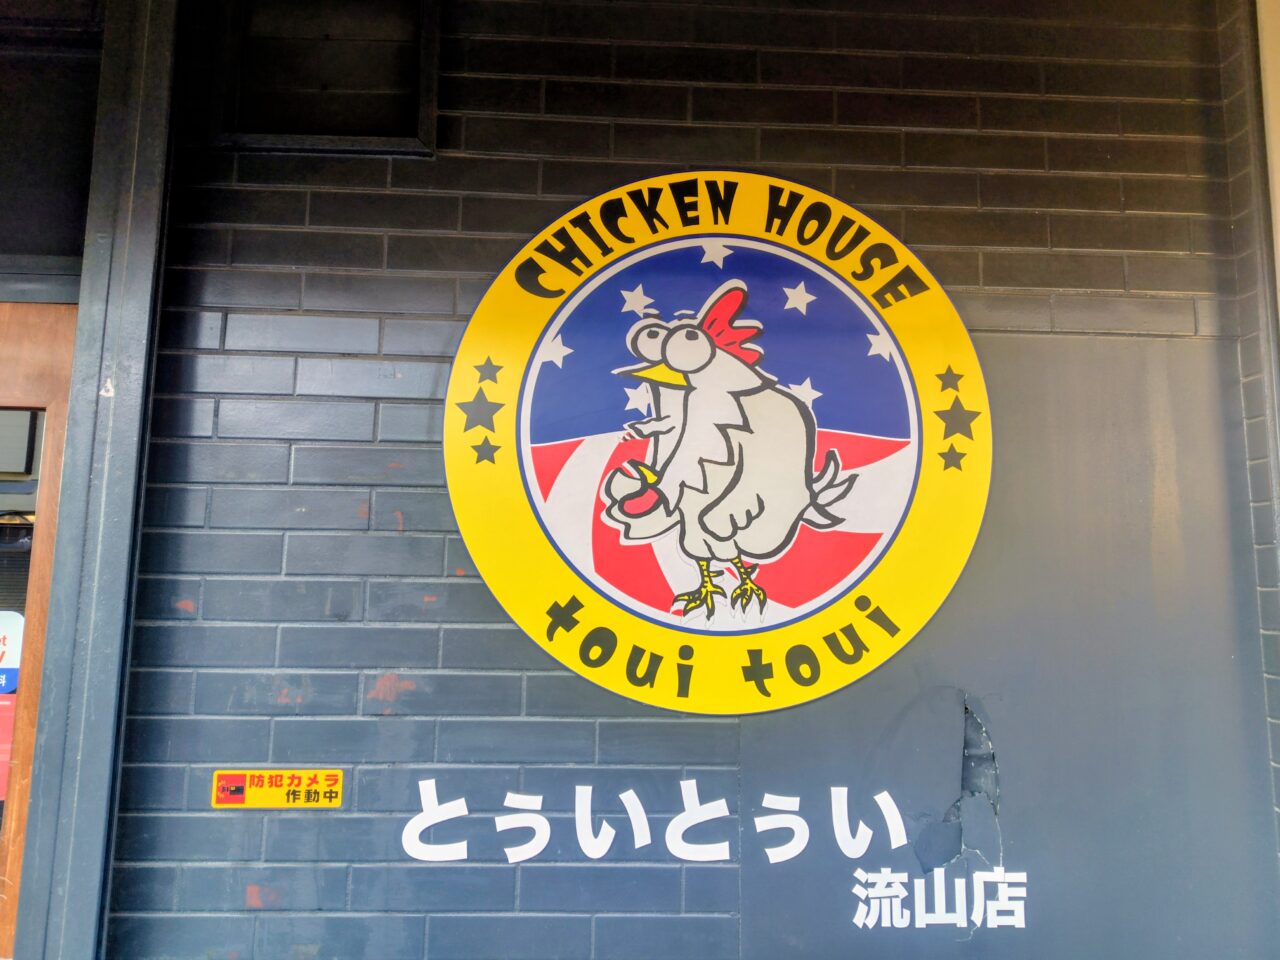 CHICKEN HOUSE
toui toui
防犯カメラ
作動中
とぅいとぅい
流山店